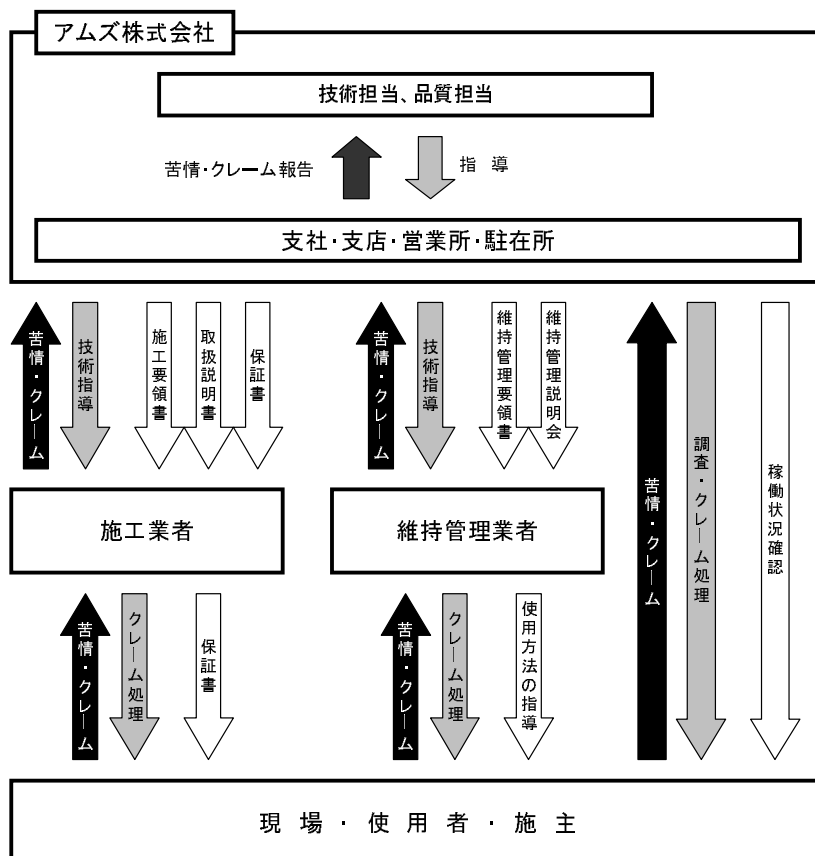 アムズ株式会社
技術担当、品質担当
苦情・クレーム報告
指 導
支社・支店・営業所・駐在所
苦情・クレーム
技術指導
施工要領書
取扱説明書
保証書
苦情・クレーム
技術指導
維持管理要領書
維持管理説明会
苦情・クレーム
調査・クレーム処理
稼働状況確認
施工業者
維持管理業者
苦情・クレーム
クレーム処理
保証書
苦情・クレーム
クレーム処理
使用方法の指導
現 場 ・ 使 用 者 ・ 施 主